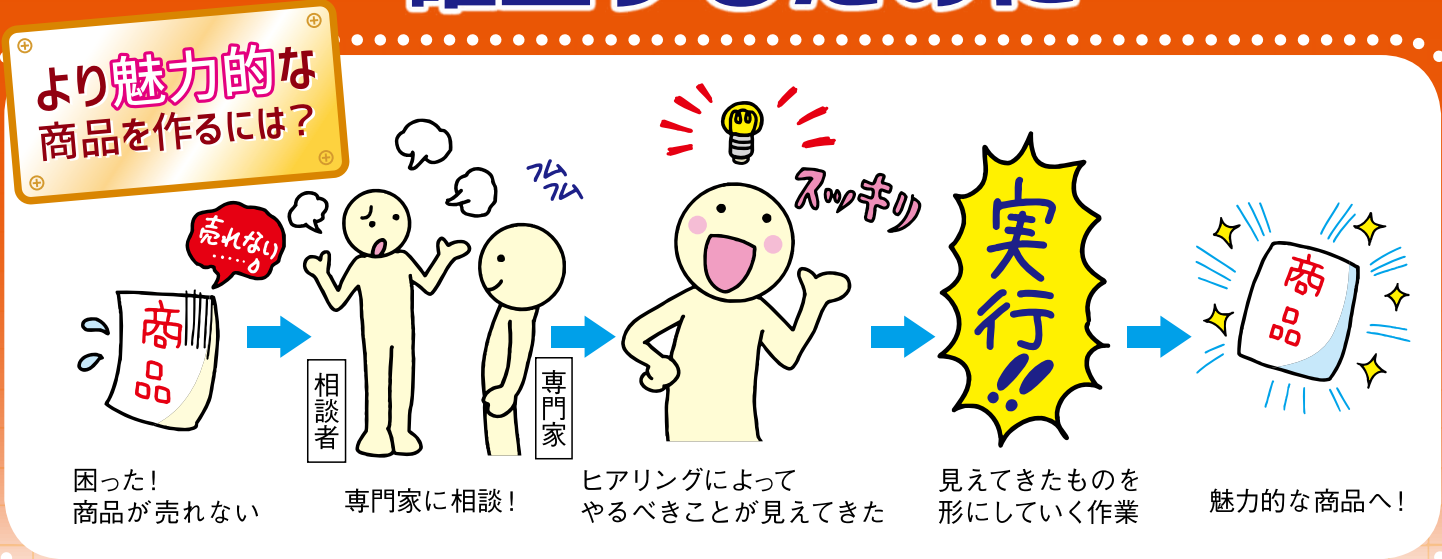 より魅力的な
商品を作るには？
売れない
……
商品
相談者
フム
フム
専門家
スッキリ
実行!!
商品
困った！
商品が売れない
専門家に相談！
ヒアリングによって
やるべきことが見えてきた
見えてきたものを
形にしていく作業
魅力的な商品へ！